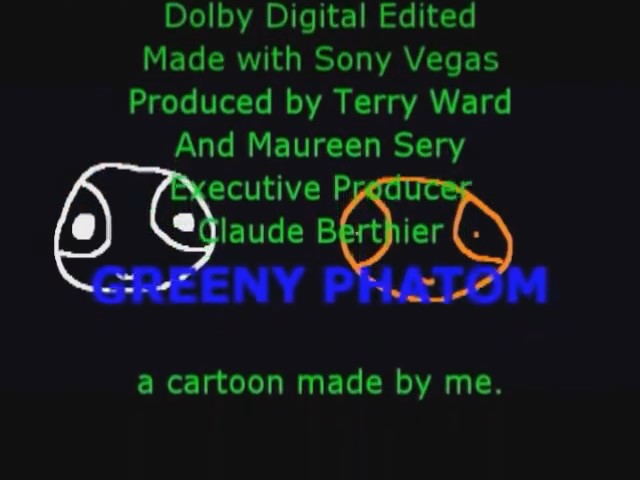 Dolby Digital Edited
Made with Sony Vegas
Produced by Terry Ward
And Maureen Sery
Executive Producer
Claude Berthier
GREENY PHATOM
a cartoon made by me.